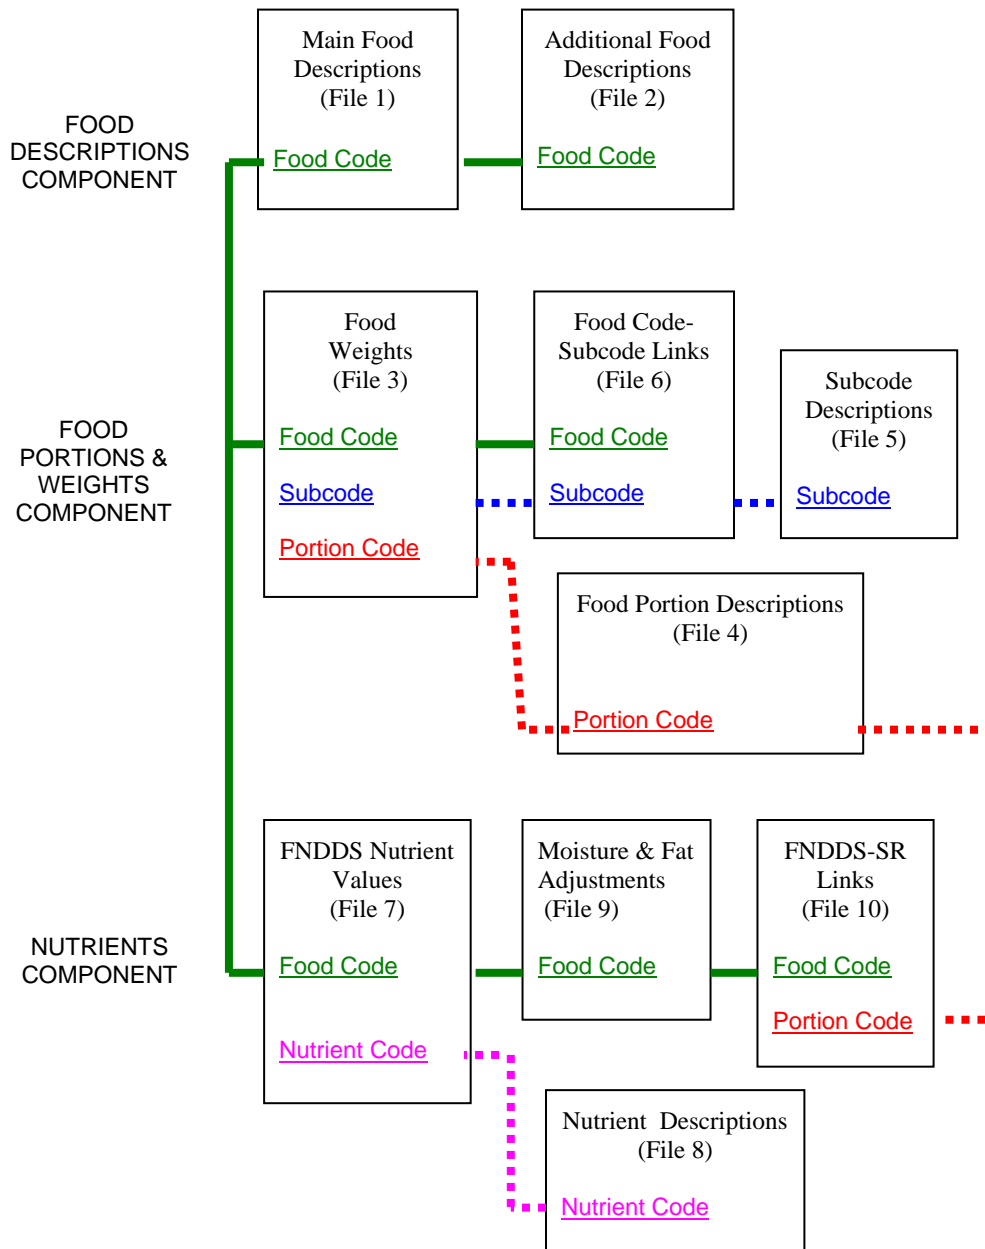 FOOD
DESCRIPTIONS
COMPONENT
Main Food
Descriptions
(File 1)
Food Code
Additional Food
Descriptions
(File 2)
Food Code
FOOD
PORTIONS &
WEIGHTS
COMPONENT
Food
Weights
(File 3)
Food Code
Subcode
Portion Code
Food Code-
Subcode Links
(File 6)
Food Code
Subcode
Subcode
Descriptions
(File 5)
Subcode
Food Portion Descriptions
(File 4)
Portion Code
NUTRIENTS
COMPONENT
FNDDS Nutrient
Values
(File 7)
Food Code
Nutrient Code
Moisture & Fat
Adjustments
(File 9)
Food Code
FNDDS-SR
Links
(File 10)
Food Code
Portion Code
Nutrient Descriptions
(File 8)
Nutrient Code